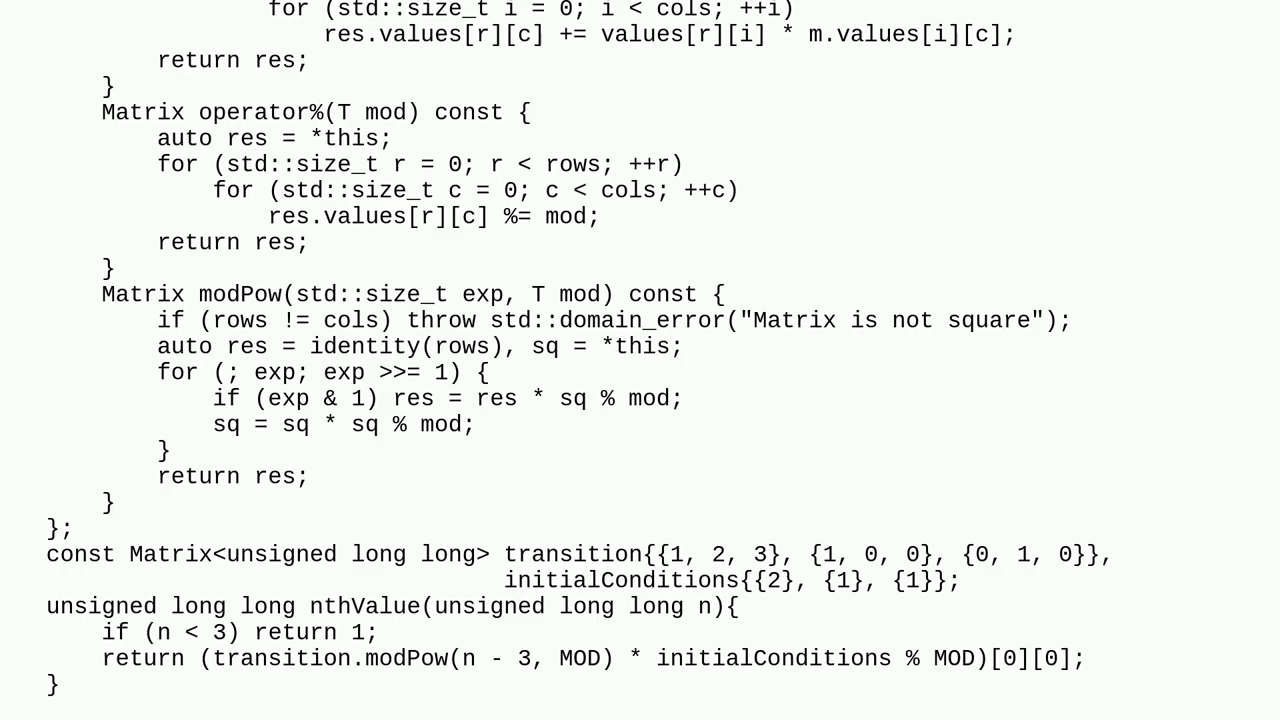 for (std::size_t i = 0; i < cols; ++i)
                    res.values[r][c] += values[r][i] * m.values[i][c];
        return res;
    }
    Matrix operator%(T mod) const {
        auto res = *this;
        for (std::size_t r = 0; r < rows; ++r)
            for (std::size_t c = 0; c < cols; ++c)
                res.values[r][c] %= mod;
        return res;
    }
    Matrix modPow(std::size_t exp, T mod) const {
        if (rows != cols) throw std::domain_error("Matrix is not square");
        auto res = identity(rows), sq = *this;
        for (; exp; exp >>= 1) {
            if (exp & 1) res = res * sq % mod;
            sq = sq * sq % mod;
        }
        return res;
    }
};
const Matrix<unsigned long long> transition{{1, 2, 3}, {1, 0, 0}, {0, 1, 0}},
                                 initialConditions{{2}, {1}, {1}};
unsigned long long nthValue(unsigned long long n){
    if (n < 3) return 1;
    return (transition.modPow(n - 3, MOD) * initialConditions % MOD)[0][0];
}